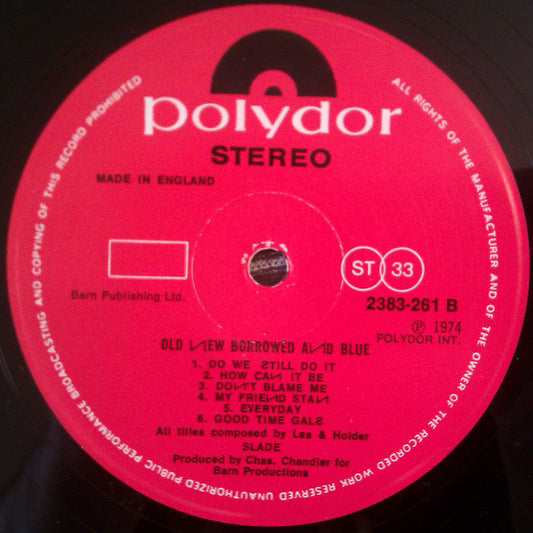 polydor
STEREO
MADE IN ENGLAND
Barn Publishing Ltd.
ST 33
2383-261 B
Ⓟ 1974
POLYDOR INT.
OLD NEW BORROWED AND BLUE
1. DO WE STILL DO IT
2. HOW CAN IT BE
3. DON'T BLAME ME
4. MY FRIEND STAN
5. EVERYDAY
6. GOOD TIME GALS
All titles composed by Lea & Holder
SLADE
Produced by Chas. Chandler for
Barn Productions
ALL RIGHTS OF THE MANUFACTURER AND OF THE OWNER OF THE RECORDED WORK RESERVED UNAUTHORIZED PUBLIC PERFORMANCE BROADCASTING AND COPYING OF THIS RECORD PROHIBITED